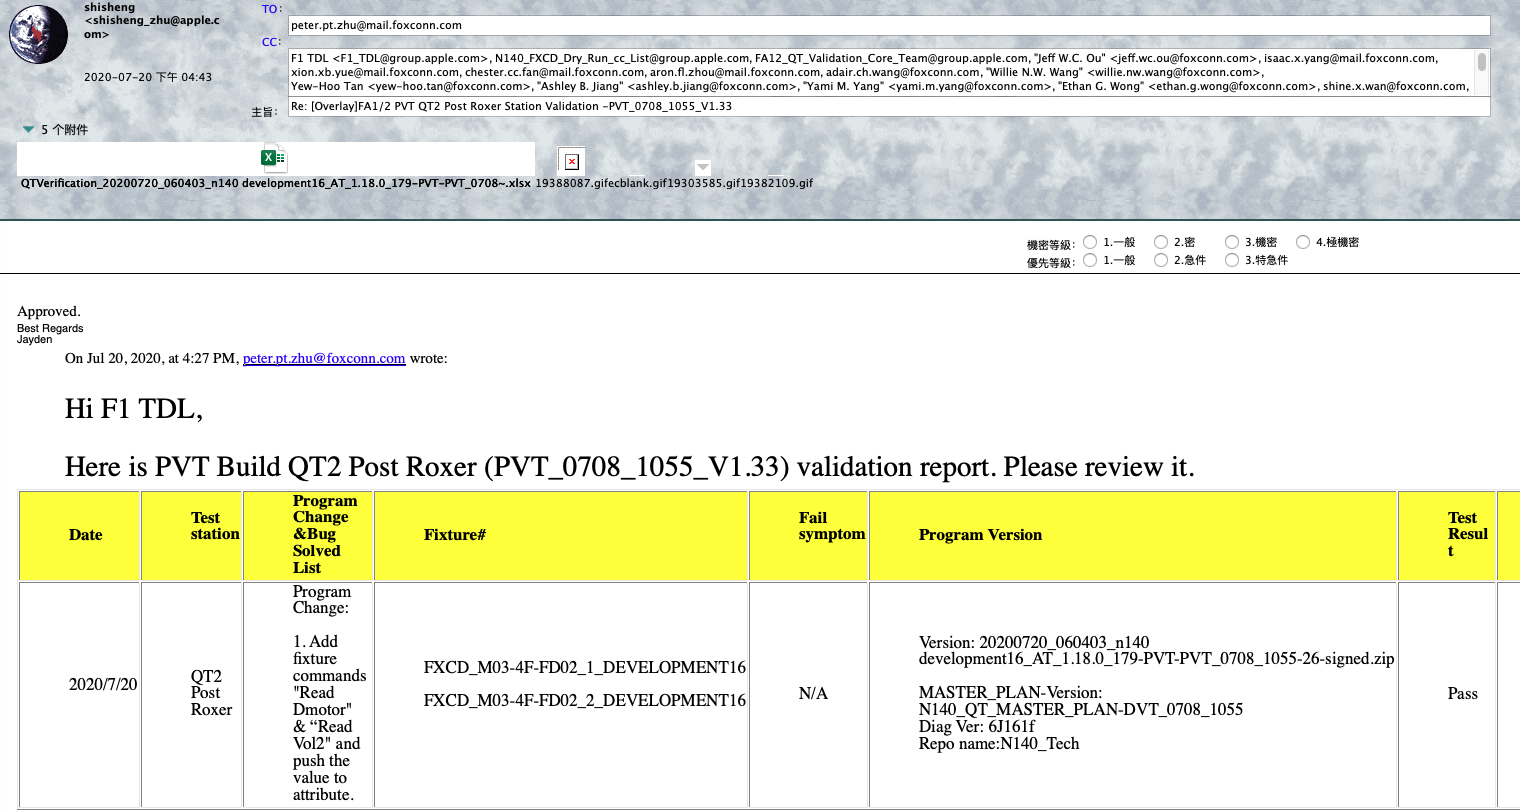 shisheng
<shisheng_zhu@apple.c
om>
2020-07-20 下午 04:43
TO:
peter.pt.zhu@mail.foxconn.com
CC:
F1 TDL <F1_TDL@group.apple.com>, N140_FXCD_Dry_Run_cc_List@group.apple.com, FA12_QT_Validation_Core_Team@group.apple.com, "Jeff W.C. Ou" <jeff.wc.ou@foxconn.com>, isaac.x.yang@mail.foxconn.com,
xion.xb.yue@mail.foxconn.com, chester.cc.fan@mail.foxconn.com, aron.fl.zhou@mail.foxconn.com, adair.ch.wang@foxconn.com, "Willie N.W. Wang" <willie.nw.wang@foxconn.com>,
Yew-Hoo Tan <yew-hoo.tan@foxconn.com>, "Ashley B. Jiang" <ashley.b.jiang@foxconn.com>, "Yami M. Yang" <yami.m.yang@foxconn.com>, "Ethan G. Wong" <ethan.g.wong@foxconn.com>, shine.x.wan@foxconn.com,
主旨:
Re: [Overlay]FA1/2 PVT QT2 Post Roxer Station Validation -PVT_0708_1055_V1.33
5 个附件
QTVerification_20200720_060403_n140 development16_AT_1.18.0_179-PVT-PVT_0708~.xlsx 19388087.gifecblank.gif19303585.gif19382109.gif
機密等級: 1.一般 2.密 3.機密 4.極機密
優先等級: 1.一般 2.急件 3.特急件
Approved.
Best Regards
Jayden
On Jul 20, 2020, at 4:27 PM, peter.pt.zhu@foxconn.com wrote:
Hi F1 TDL,
Here is PVT Build QT2 Post Roxer (PVT_0708_1055_V1.33) validation report. Please review it.
Date
Test
station
Program
Change
&Bug
Solved
List
Fixture#
Fail
symptom
Program Version
Test
Resul
t
2020/7/20
QT2
Post
Roxer
Program
Change:
1. Add
fixture
commands
"Read
Dmotor"
& “Read
Vol2" and
push the
value to
attribute.
FXCD_M03-4F-FD02_1_DEVELOPMENT16
FXCD_M03-4F-FD02_2_DEVELOPMENT16
N/A
Version: 20200720_060403_n140
development16_AT_1.18.0_179-PVT-PVT_0708_1055-26-signed.zip
MASTER_PLAN-Version:
N140_QT_MASTER_PLAN-DVT_0708_1055
Diag Ver: 6J161f
Repo name:N140_Tech
Pass